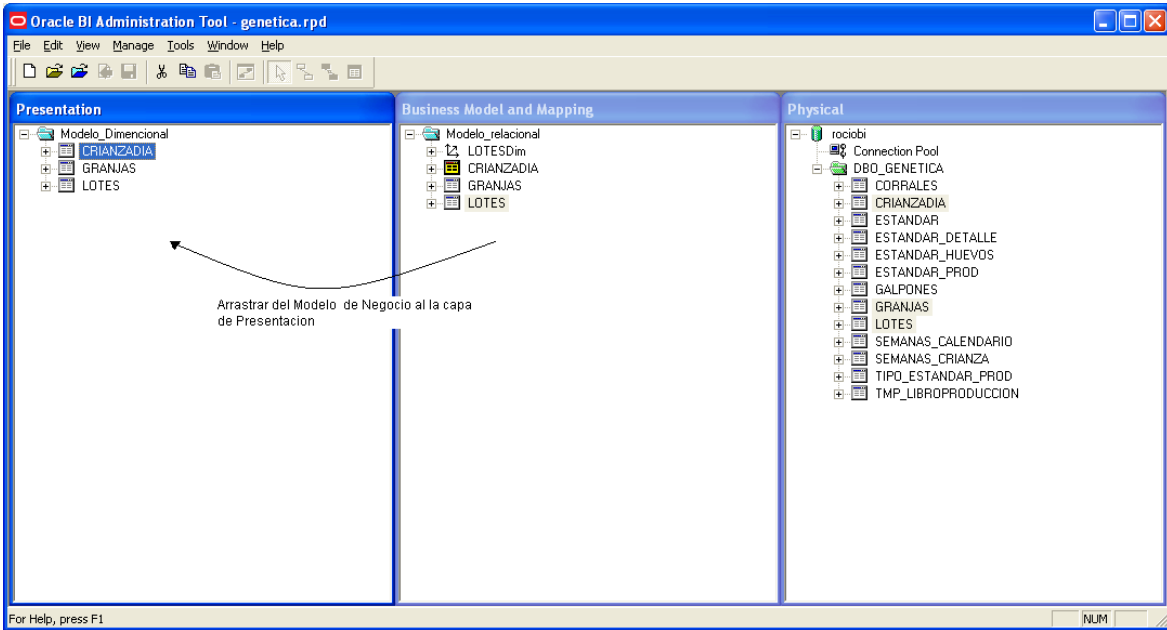 Oracle BI Administration Tool - genetica.rpd
File Edit View Manage Tools Window Help
Presentation
Modelo_Dimencional
CRIANZADIA
GRANJAS
LOTES
Arrastrar del Modelo de Negocio al la capa
de Presentacion
Business Model and Mapping
Modelo_relacional
LOTESDim
CRIANZADIA
GRANJAS
LOTES
Physical
rociobi
Connection Pool
DBO_GENETICA
CORRALES
CRIANZADIA
ESTANDAR
ESTANDAR_DETALLE
ESTANDAR_HUEVOS
ESTANDAR_PROD
GALPONES
GRANJAS
LOTES
SEMANAS_CALENDARIO
SEMANAS_CRIANZA
TIPO_ESTANDAR_PROD
TMP_LIBROPRODUCCION
For Help, press F1
NUM